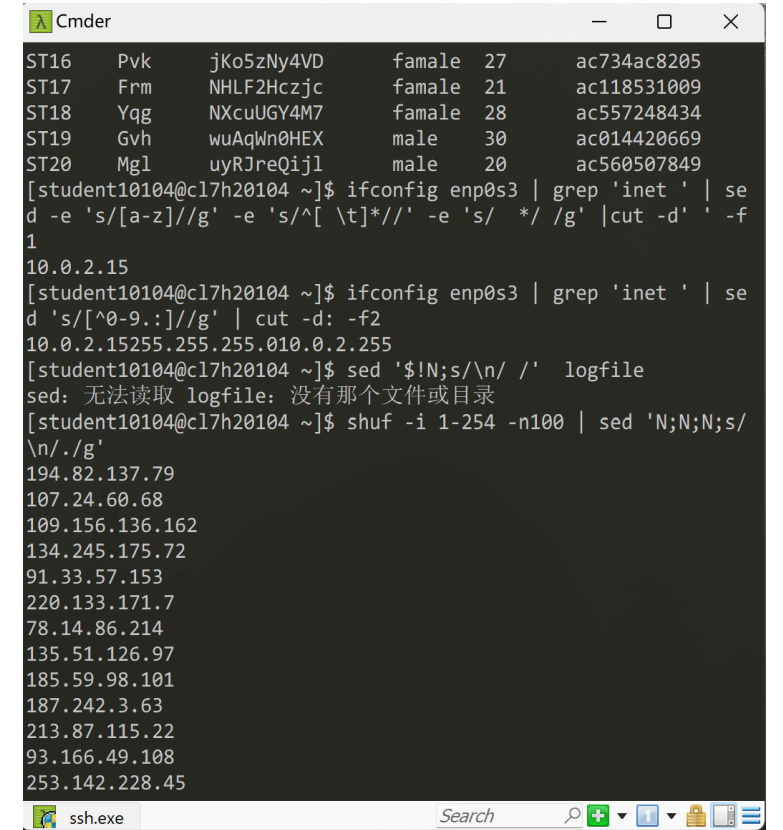 Cmder
ST16 Pvk jKo5zNy4VD famale 27 ac734ac8205
ST17 Frm NHLF2Hczjc famale 21 ac118531009
ST18 Yqg NXcuUGY4M7 famale 28 ac557248434
ST19 Gvh wuAqWn0HEX male 30 ac014420669
ST20 Mgl uyRJreQijl male 20 ac560507849
[student10104@cl7h20104 ~]$ ifconfig enp0s3 | grep 'inet ' | se
d -e 's/[a-z]//g' -e 's/^[ \t]*//' -e 's/  */ /g' |cut -d' ' -f
1
10.0.2.15
[student10104@cl7h20104 ~]$ ifconfig enp0s3 | grep 'inet ' | se
d 's/[^0-9.:]//g' | cut -d: -f2
10.0.2.15255.255.255.010.0.2.255
[student10104@cl7h20104 ~]$ sed '$!N;s/\n/ /'  logfile
sed: 无法读取 logfile: 没有那个文件或目录
[student10104@cl7h20104 ~]$ shuf -i 1-254 -n100 | sed 'N;N;N;s/
\n/./g'
194.82.137.79
107.24.60.68
109.156.136.162
134.245.175.72
91.33.57.153
220.133.171.7
78.14.86.214
135.51.126.97
185.59.98.101
187.242.3.63
213.87.115.22
93.166.49.108
253.142.228.45
ssh.exe
Search
1